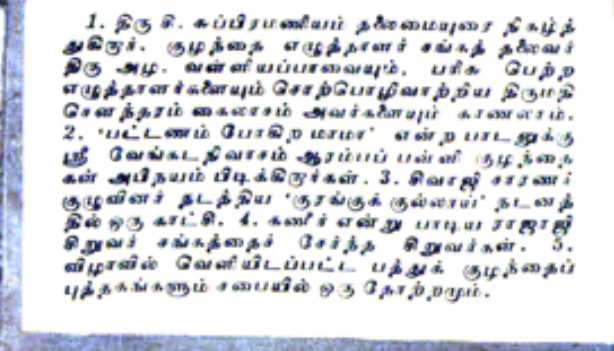 1. திரு சி. சுப்பிரமணியம் தலைமையுரை நிகழ்த்
துகிறார். குழந்தை எழுத்தாளர் சங்கத் தலைவர்
திரு அழ. வள்ளியப்பாவையும், பரிசு பெற்ற
எழுத்தாளர்களையும் சொற்பொழிவாற்றிய திருமதி
சௌந்தரம் கைலாசம் அவர்களையும் காணலாம்.
2. 'பட்டணம் போகிற மாமா' என்ற பாடலுக்கு
ஸ்ரீ வேங்கட நிவாசம் ஆரம்பப் பள்ளி குழந்தை
கள் அபிநயம் பிடிக்கிறார்கள். 3. சிவாஜி சாரணர்
குழுவினர் நடத்திய 'குரங்குக் குல்லாய்' நடனத்
தில் ஒரு காட்சி. 4. கணீர் என்று பாடிய ராஜாஜி
சிறுவர் சங்கத்தைச் சேர்ந்த சிறுவர்கள். 5.
விழாவில் வெளியிடப்பட்ட பத்துக் குழந்தைப்
புத்தகங்களும் சபையில் ஒரு தோற்றமும்.